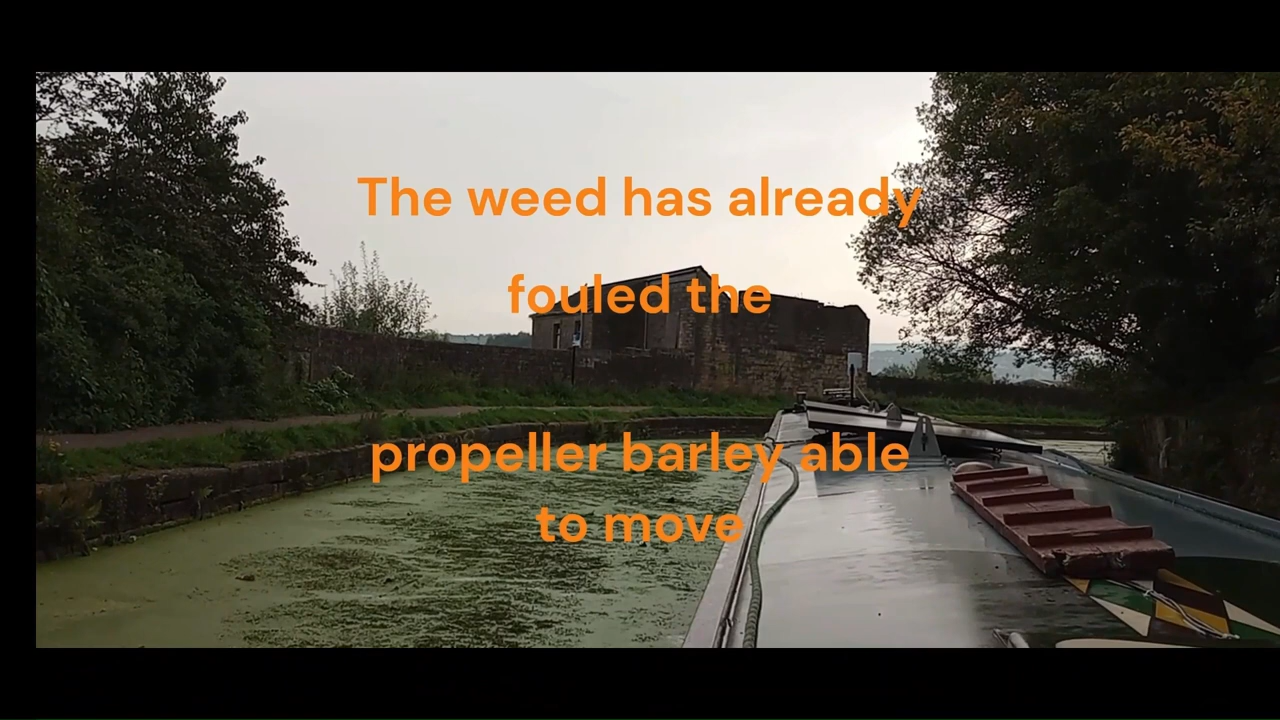 The weed has already
fouled the
propeller barley able
to move